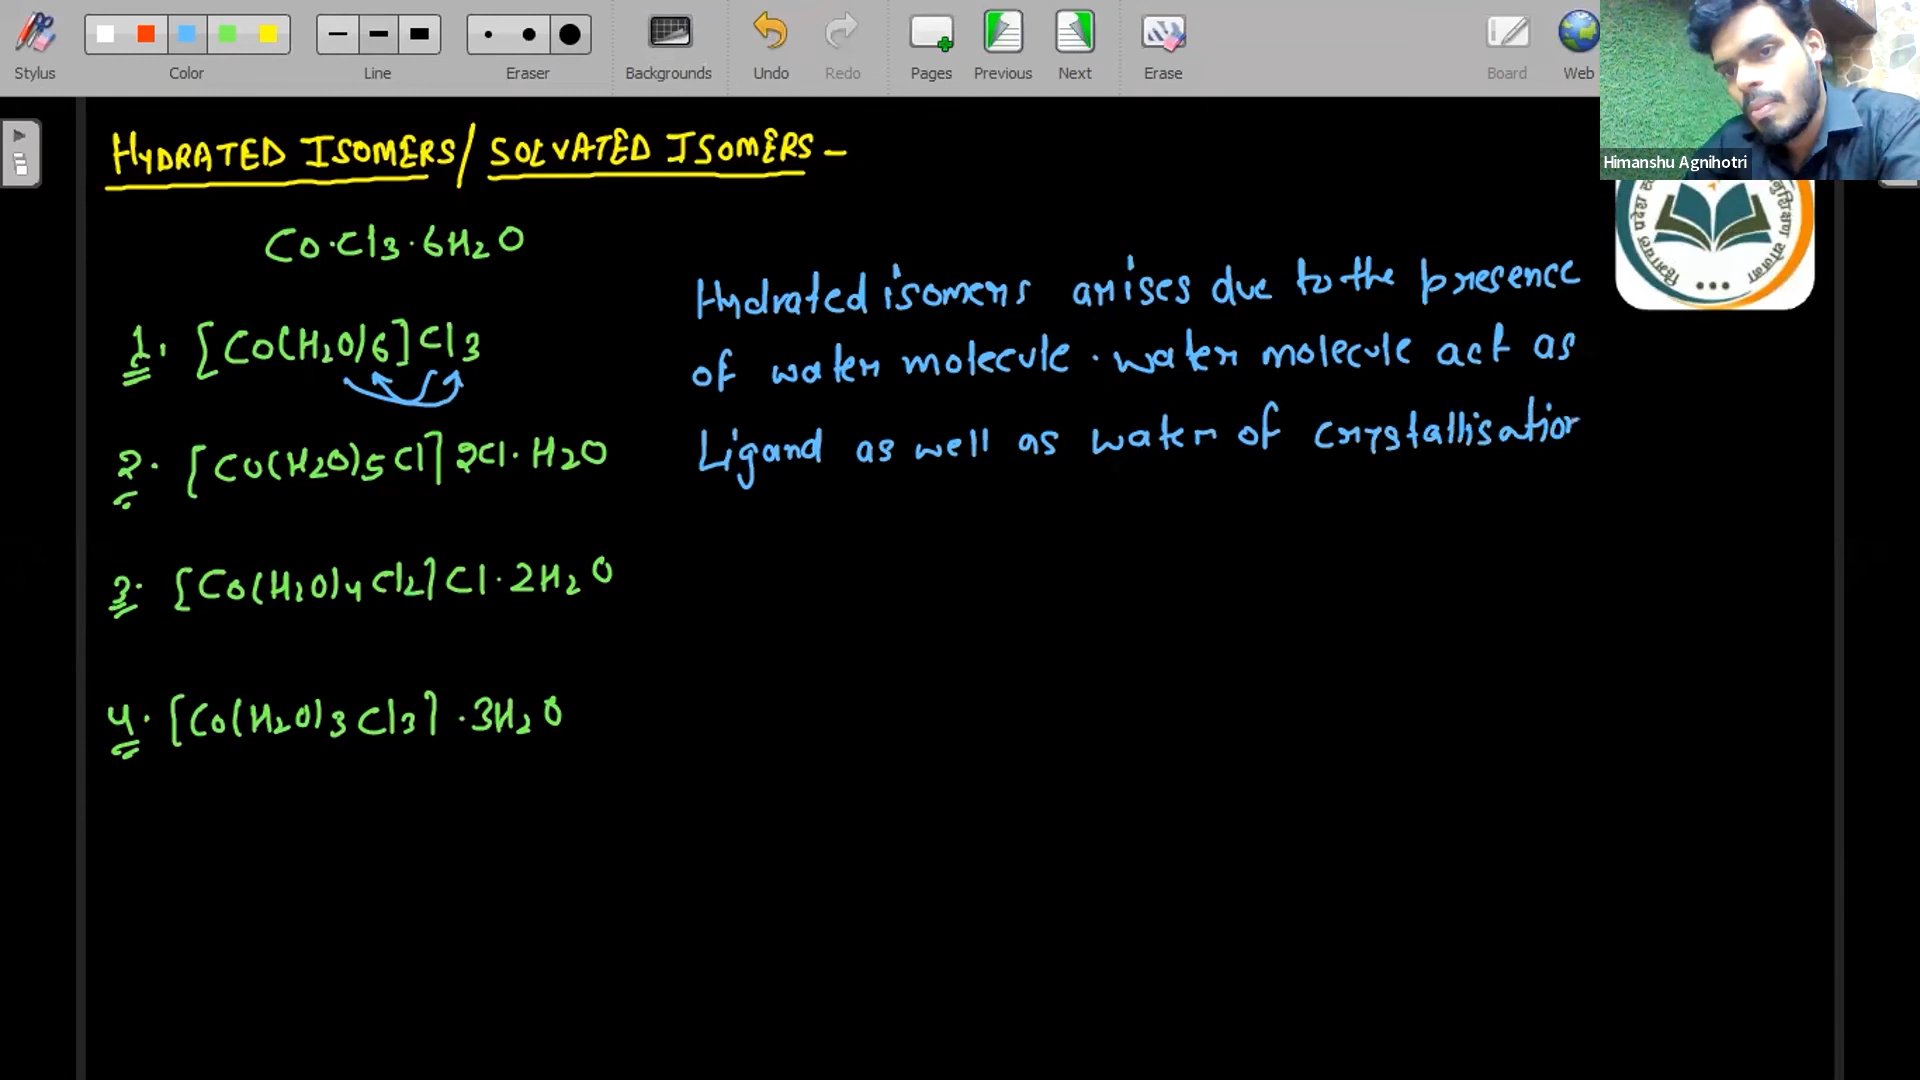 Stylus
Color
Line
Eraser
Backgrounds
Undo
Redo
Pages
Previous
Next
Erase
Board
Web
Himanshu Agnihotri
HYDRATED ISOMERS/ SOLVATED ISOMERS -
Co·Cl3·6H2O
1. [Co(H2O)6]Cl3
2. [Co(H2O)5Cl]2Cl·H2O
3. [Co(H2O)4Cl2]Cl·2H2O
4. [Co(H2O)3Cl3]·3H2O
Hydrated isomers arises due to the presence
of water molecule. water molecule act as
Ligand as well as water of crystallisation